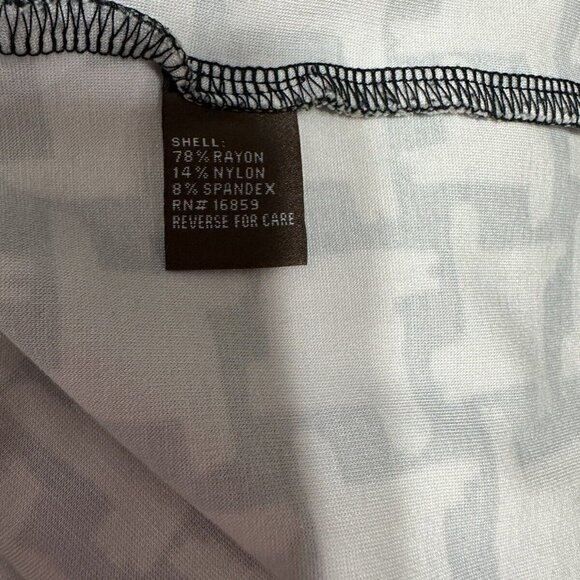 SHELL:
78% RAYON
14% NYLON
8% SPANDEX
RN# 16859
REVERSE FOR CARE